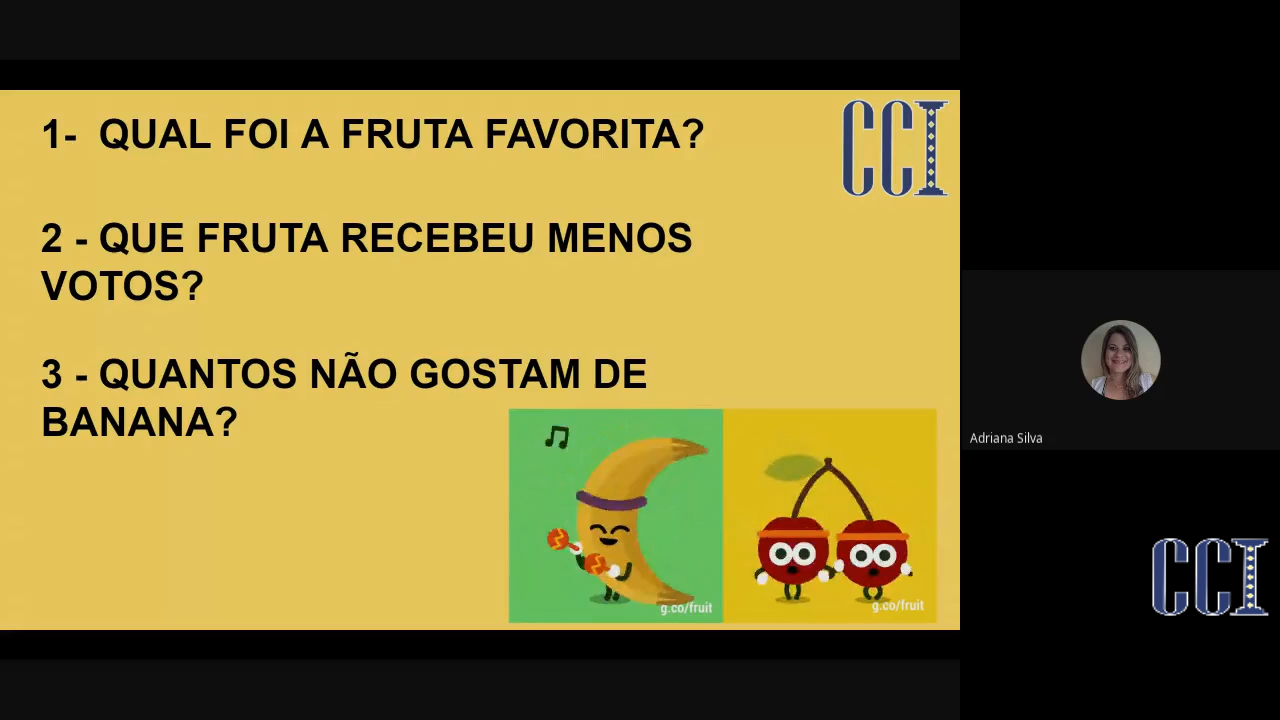 1-  QUAL FOI A FRUTA FAVORITA?
CCI
2 - QUE FRUTA RECEBEU MENOS
VOTOS?
3 - QUANTOS NÃO GOSTAM DE
BANANA?
g.co/fruit
g.co/fruit
Adriana Silva
CCI